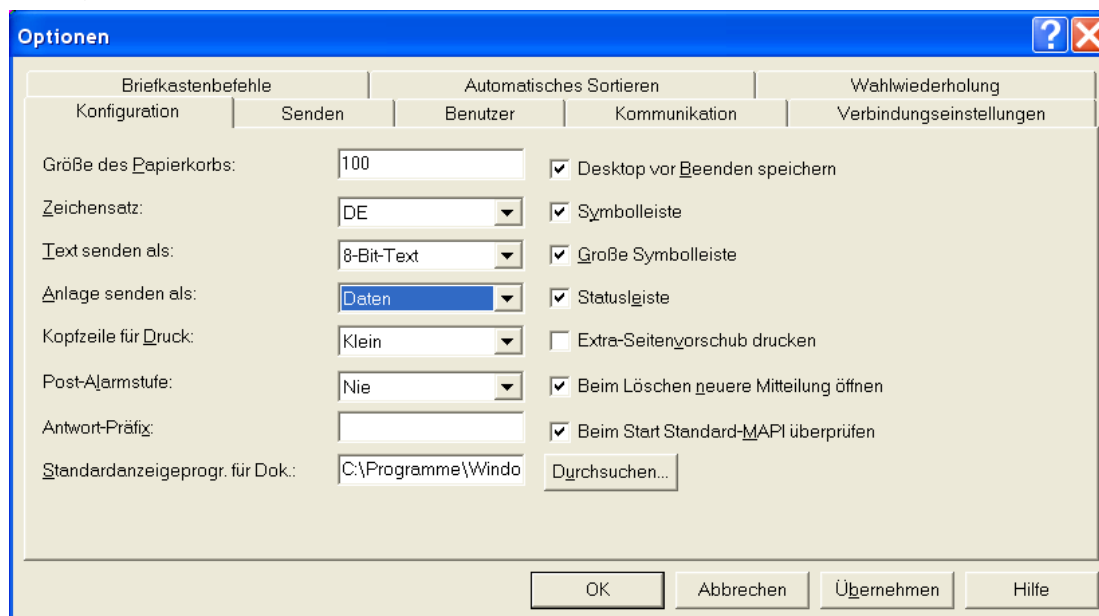 Optionen
Briefkastenbefehle Automatisches Sortieren Wahlwiederholung
Konfiguration Senden Benutzer Kommunikation Verbindungseinstellungen
Größe des Papierkorbs: 100 Desktop vor Beenden speichern
Zeichensatz: DE Symbolleiste
Text senden als: 8-Bit-Text Große Symbolleiste
Anlage senden als: Daten Statusleiste
Kopfzeile für Druck: Klein Extra-Seitenvorschub drucken
Post-Alarmstufe: Nie Beim Löschen neuere Mitteilung öffnen
Antwort-Präfix: Beim Start Standard-MAPI überprüfen
Standardanzeigeprogr. für Dok.: C:\Programme\Windo Durchsuchen...
OK Abbrechen Übernehmen Hilfe